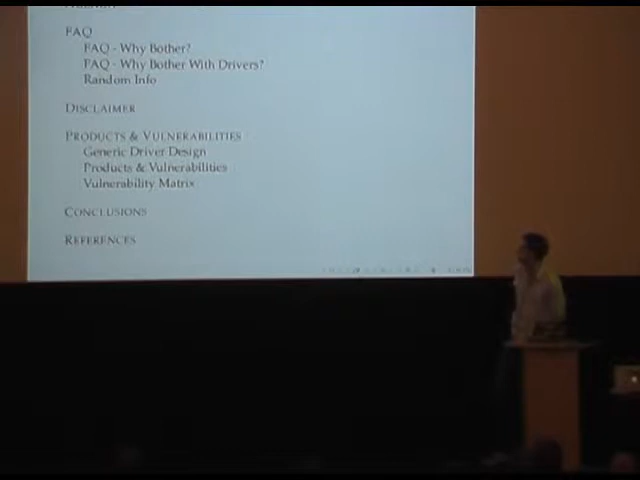 FAQ
FAQ - Why Bother?
FAQ - Why Bother With Drivers?
Random Info
DISCLAIMER
PRODUCTS & VULNERABILITIES
Generic Driver Design
Products & Vulnerabilities
Vulnerability Matrix
CONCLUSIONS
REFERENCES